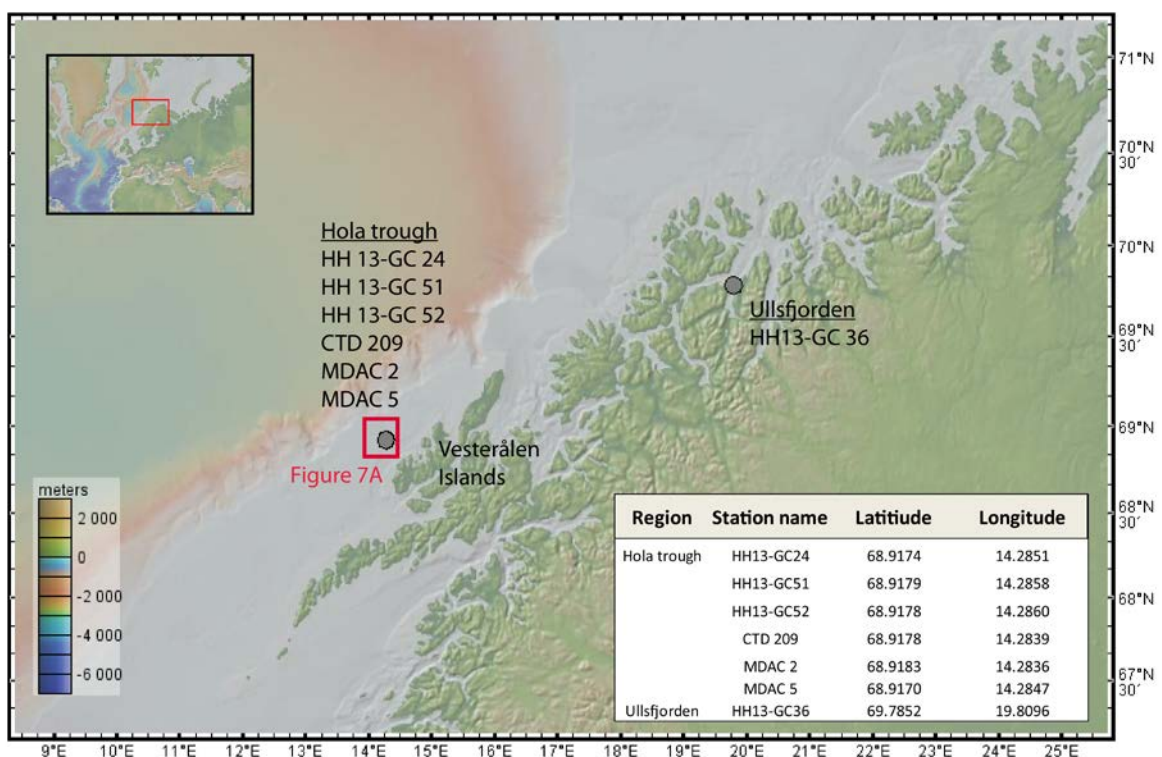 Hola trough
HH 13-GC 24
HH 13-GC 51
HH 13-GC 52
CTD 209
MDAC 2
MDAC 5
Figure 7A
Vesterålen
Islands
Ullsfjorden
HH13-GC 36
71°N
70°N
30´
70°N
69°N
30´
69°N
68°N
30´
68°N
67°N
30´
meters
2 000
0
-2 000
-4 000
-6 000
Region Station name Latitiude Longitude
Hola trough HH13-GC24 68.9174 14.2851
HH13-GC51 68.9179 14.2858
HH13-GC52 68.9178 14.2860
CTD 209 68.9178 14.2839
MDAC 2 68.9183 14.2836
MDAC 5 68.9170 14.2847
Ullsfjorden HH13-GC36 69.7852 19.8096
9°E 10°E 11°E 12°E 13°E 14°E 15°E 16°E 17°E 18°E 19°E 20°E 21°E 22°E 23°E 24°E 25°E